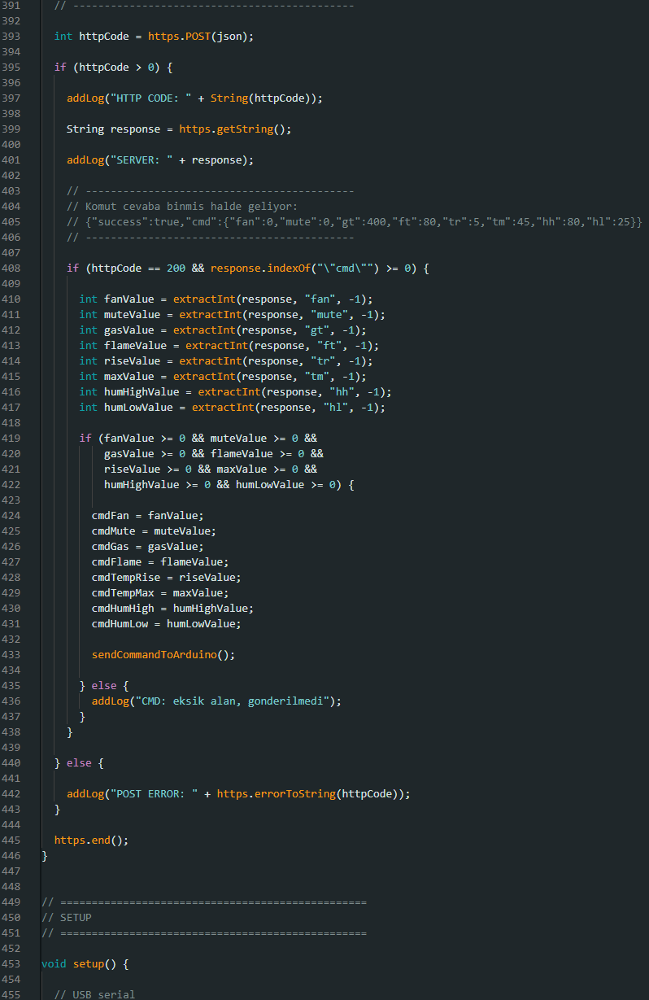 391 // ---------------------------------------------
392
393 int httpCode = https.POST(json);
394
395 if (httpCode > 0) {
396
397 addLog("HTTP CODE: " + String(httpCode));
398
399 String response = https.getString();
400
401 addLog("SERVER: " + response);
402
403 // -------------------------------------------
404 // Komut cevaba binmis halde geliyor:
405 // {"success":true,"cmd":{"fan":0,"mute":0,"gt":400,"ft":80,"tr":5,"tm":45,"hh":80,"hl":25}}
406 // -------------------------------------------
407
408 if (httpCode == 200 && response.indexOf("\"cmd\"") >= 0) {
409
410 int fanValue = extractInt(response, "fan", -1);
411 int muteValue = extractInt(response, "mute", -1);
412 int gasValue = extractInt(response, "gt", -1);
413 int flameValue = extractInt(response, "ft", -1);
414 int riseValue = extractInt(response, "tr", -1);
415 int maxValue = extractInt(response, "tm", -1);
416 int humHighValue = extractInt(response, "hh", -1);
417 int humLowValue = extractInt(response, "hl", -1);
418
419 if (fanValue >= 0 && muteValue >= 0 &&
420 gasValue >= 0 && flameValue >= 0 &&
421 riseValue >= 0 && maxValue >= 0 &&
422 humHighValue >= 0 && humLowValue >= 0) {
423
424 cmdFan = fanValue;
425 cmdMute = muteValue;
426 cmdGas = gasValue;
427 cmdFlame = flameValue;
428 cmdTempRise = riseValue;
429 cmdTempMax = maxValue;
430 cmdHumHigh = humHighValue;
431 cmdHumLow = humLowValue;
432
433 sendCommandToArduino();
434
435 } else {
436 addLog("CMD: eksik alan, gonderilmedi");
437 }
438 }
439
440 } else {
441
442 addLog("POST ERROR: " + https.errorToString(httpCode));
443 }
444
445 https.end();
446 }
447
448
449 // =================================================
450 // SETUP
451 // =================================================
452
453 void setup() {
454
455 // USB serial